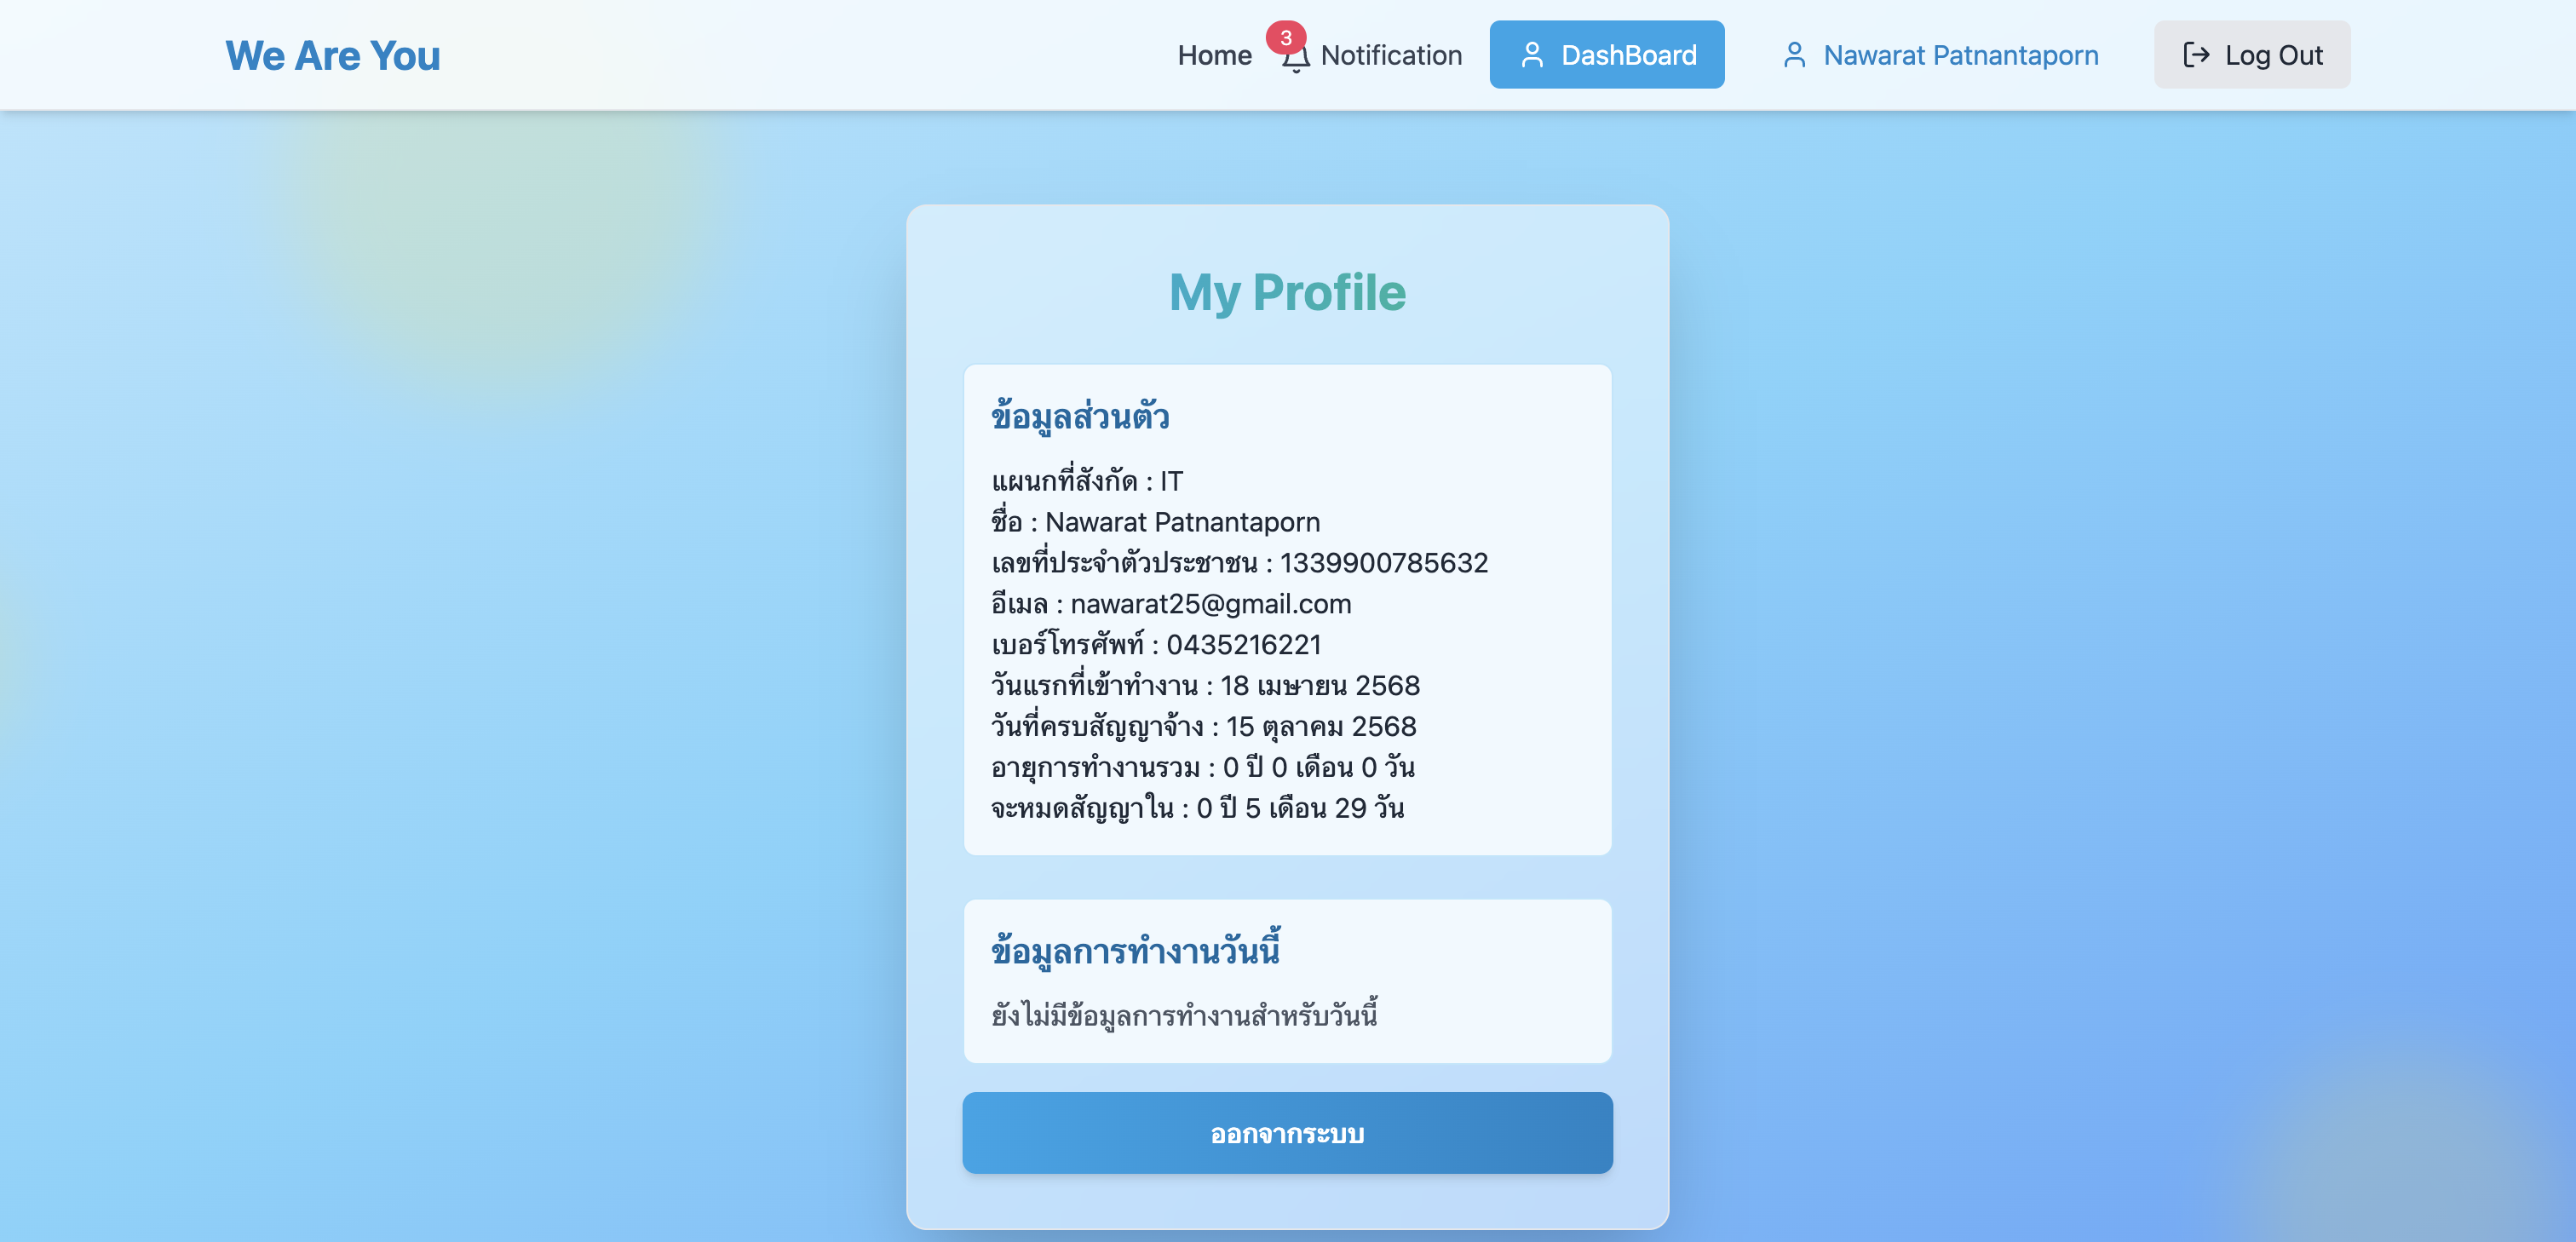 We Are You
Home 3 Notification DashBoard Nawarat Patnantaporn Log Out
My Profile
ข้อมูลส่วนตัว
แผนกที่สังกัด : IT
ชื่อ : Nawarat Patnantaporn
เลขที่ประจำตัวประชาชน : 1339900785632
อีเมล : nawarat25@gmail.com
เบอร์โทรศัพท์ : 0435216221
วันแรกที่เข้าทำงาน : 18 เมษายน 2568
วันที่ครบสัญญาจ้าง : 15 ตุลาคม 2568
อายุการทำงานรวม : 0 ปี 0 เดือน 0 วัน
จะหมดสัญญาใน : 0 ปี 5 เดือน 29 วัน
ข้อมูลการทำงานวันนี้
ยังไม่มีข้อมูลการทำงานสำหรับวันนี้
ออกจากระบบ